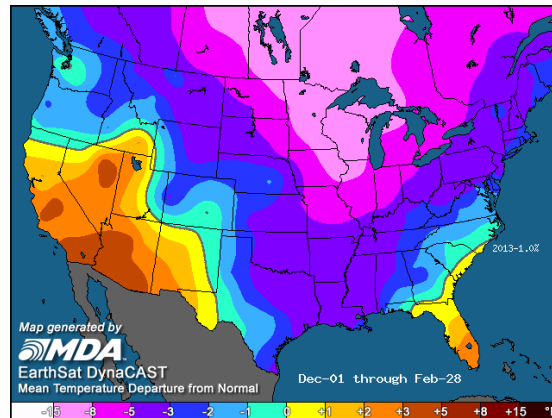 2013-1.0%
Map generated by
MDA
EarthSat DynaCAST
Mean Temperature Departure from Normal
Dec-01 through Feb-28
-15 -8 -5 -3 -2 -1 0 +1 +2 +3 +5 +8 +15